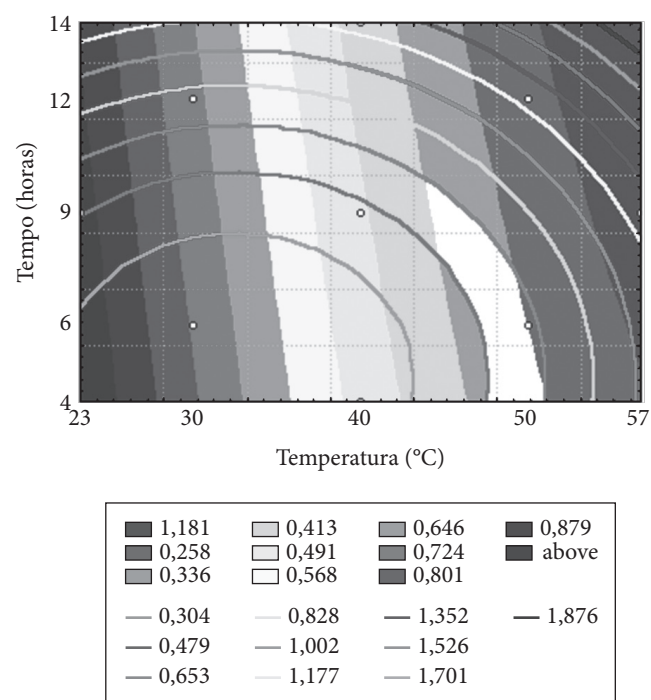 14
12
9
6
4
Tempo (horas)
23 30 40 50 57
Temperatura (°C)
1,181 0,413 0,646 0,879
0,258 0,491 0,724 above
0,336 0,568 0,801
0,304 0,828 1,352 1,876
0,479 1,002 1,526
0,653 1,177 1,701